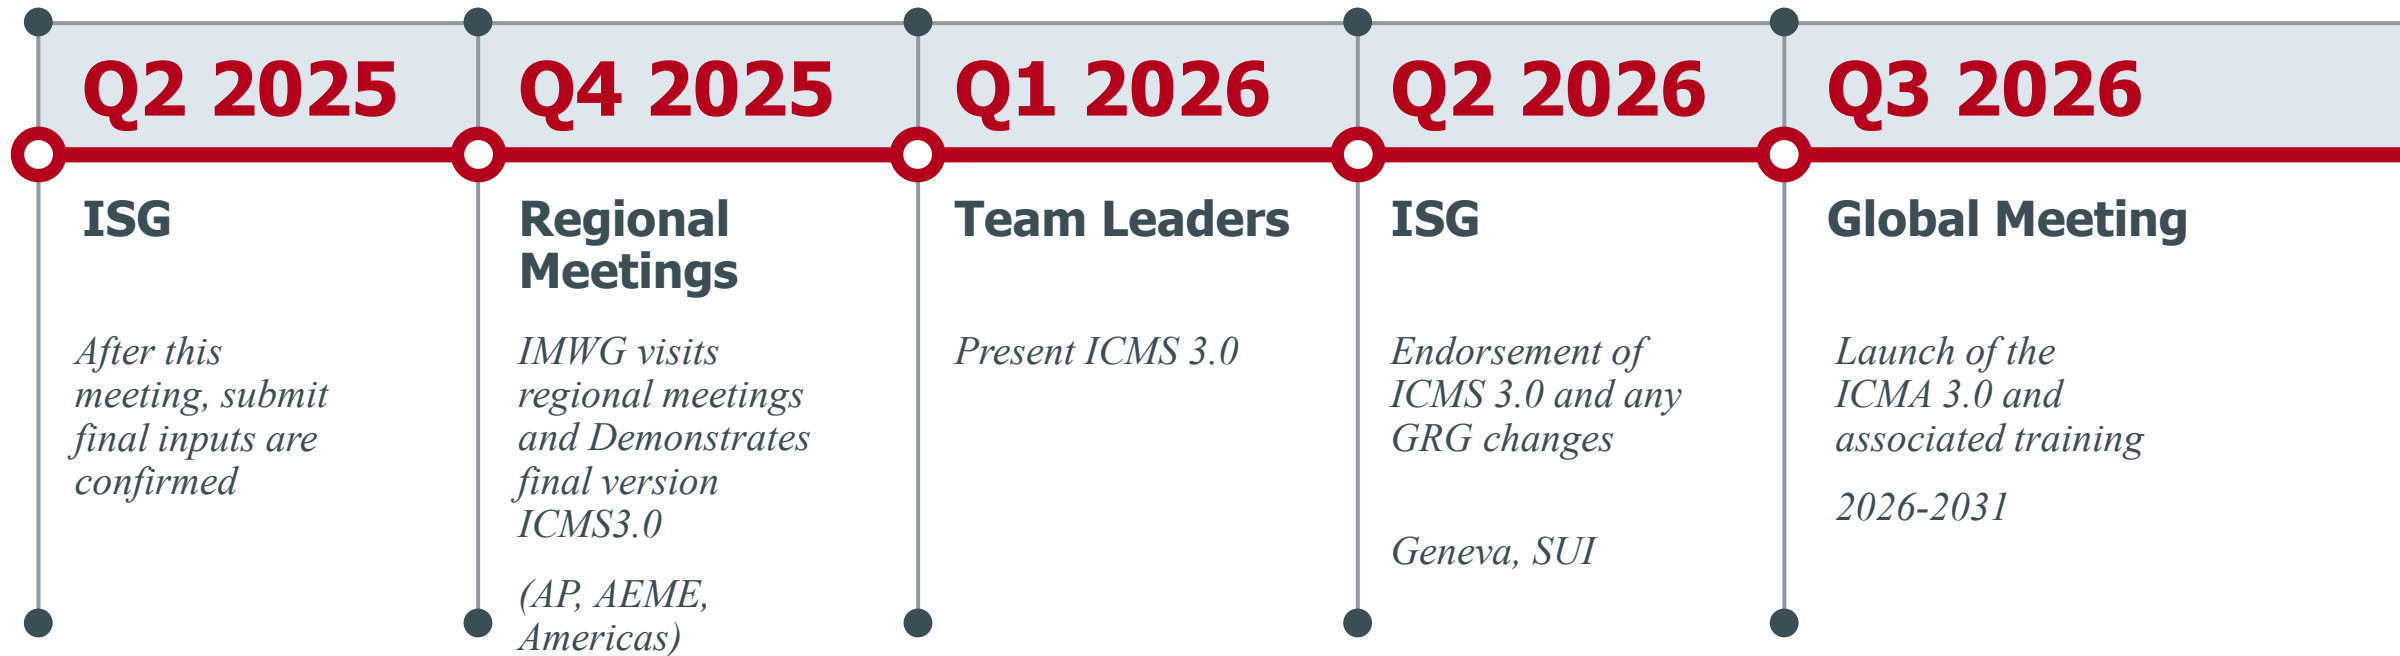 Q2 2025
Q4 2025
Q1 2026
Q2 2026
Q3 2026
ISG
After this
meeting, submit
final inputs are
confirmed
Regional
Meetings
IMWG visits
regional meetings
and Demonstrates
final version
ICMS3.0
(AP, AEME,
Americas)
Team Leaders
Present ICMS 3.0
ISG
Endorsement of
ICMS 3.0 and any
GRG changes
Geneva, SUI
Global Meeting
Launch of the
ICMA 3.0 and
associated training
2026-2031